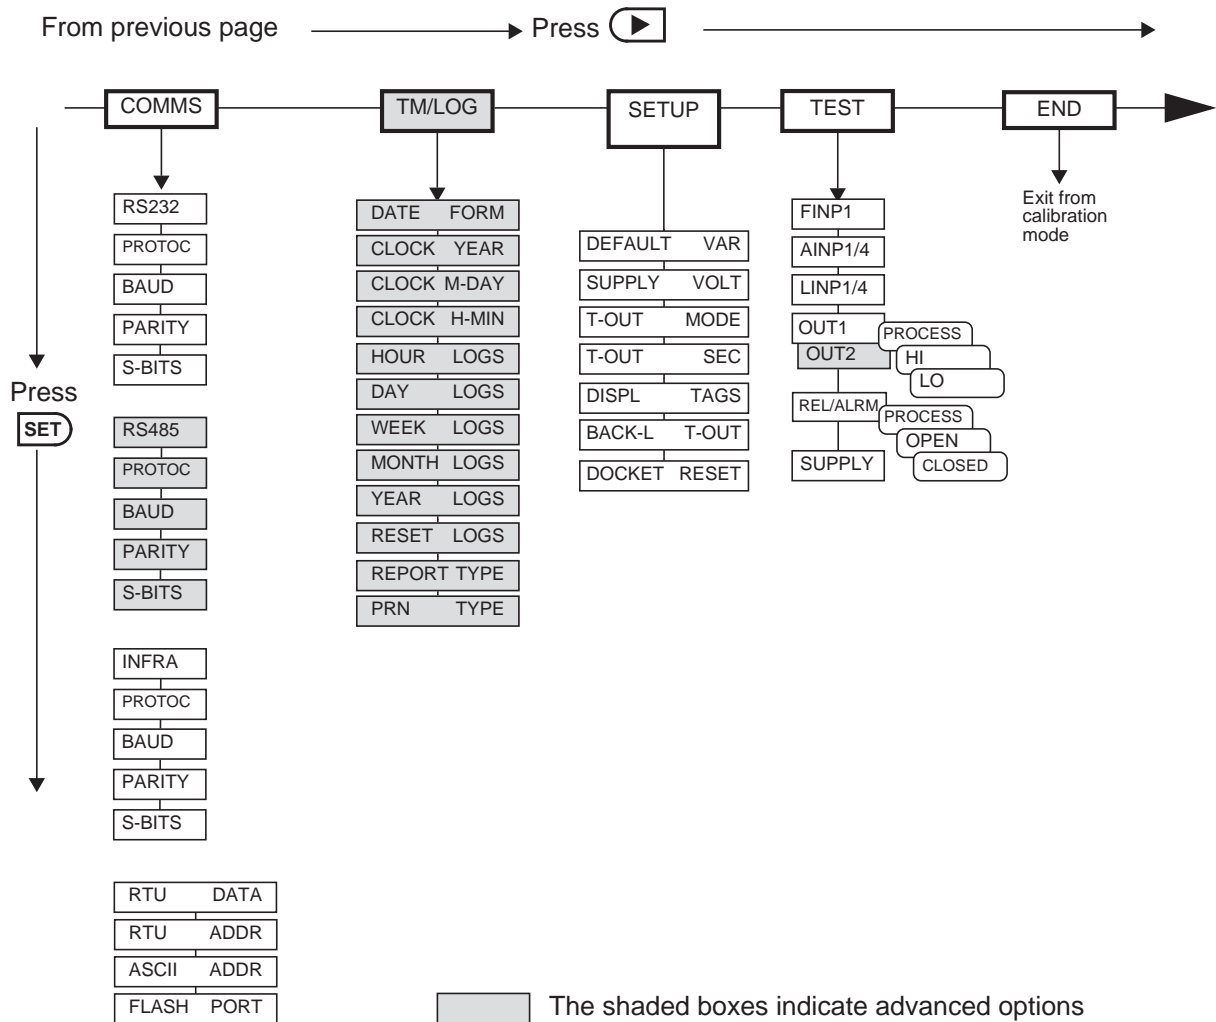 From previous page
Press
COMMS
TM/LOG
SETUP
TEST
END
Press
SET
RS232
PROTOC
BAUD
PARITY
S-BITS
RS485
PROTOC
BAUD
PARITY
S-BITS
INFRA
PROTOC
BAUD
PARITY
S-BITS
RTU DATA
RTU ADDR
ASCII ADDR
FLASH PORT
DATE FORM
CLOCK YEAR
CLOCK M-DAY
CLOCK H-MIN
HOUR LOGS
DAY LOGS
WEEK LOGS
MONTH LOGS
YEAR LOGS
RESET LOGS
REPORT TYPE
PRN TYPE
DEFAULT VAR
SUPPLY VOLT
T-OUT MODE
T-OUT SEC
DISPL TAGS
BACK-L T-OUT
DOCKET RESET
FINP1
AINP1/4
LINP1/4
OUT1
OUT2
PROCESS
HI
LO
REL/ALRM
PROCESS
OPEN
CLOSED
SUPPLY
Exit from
calibration
mode
The shaded boxes indicate advanced options